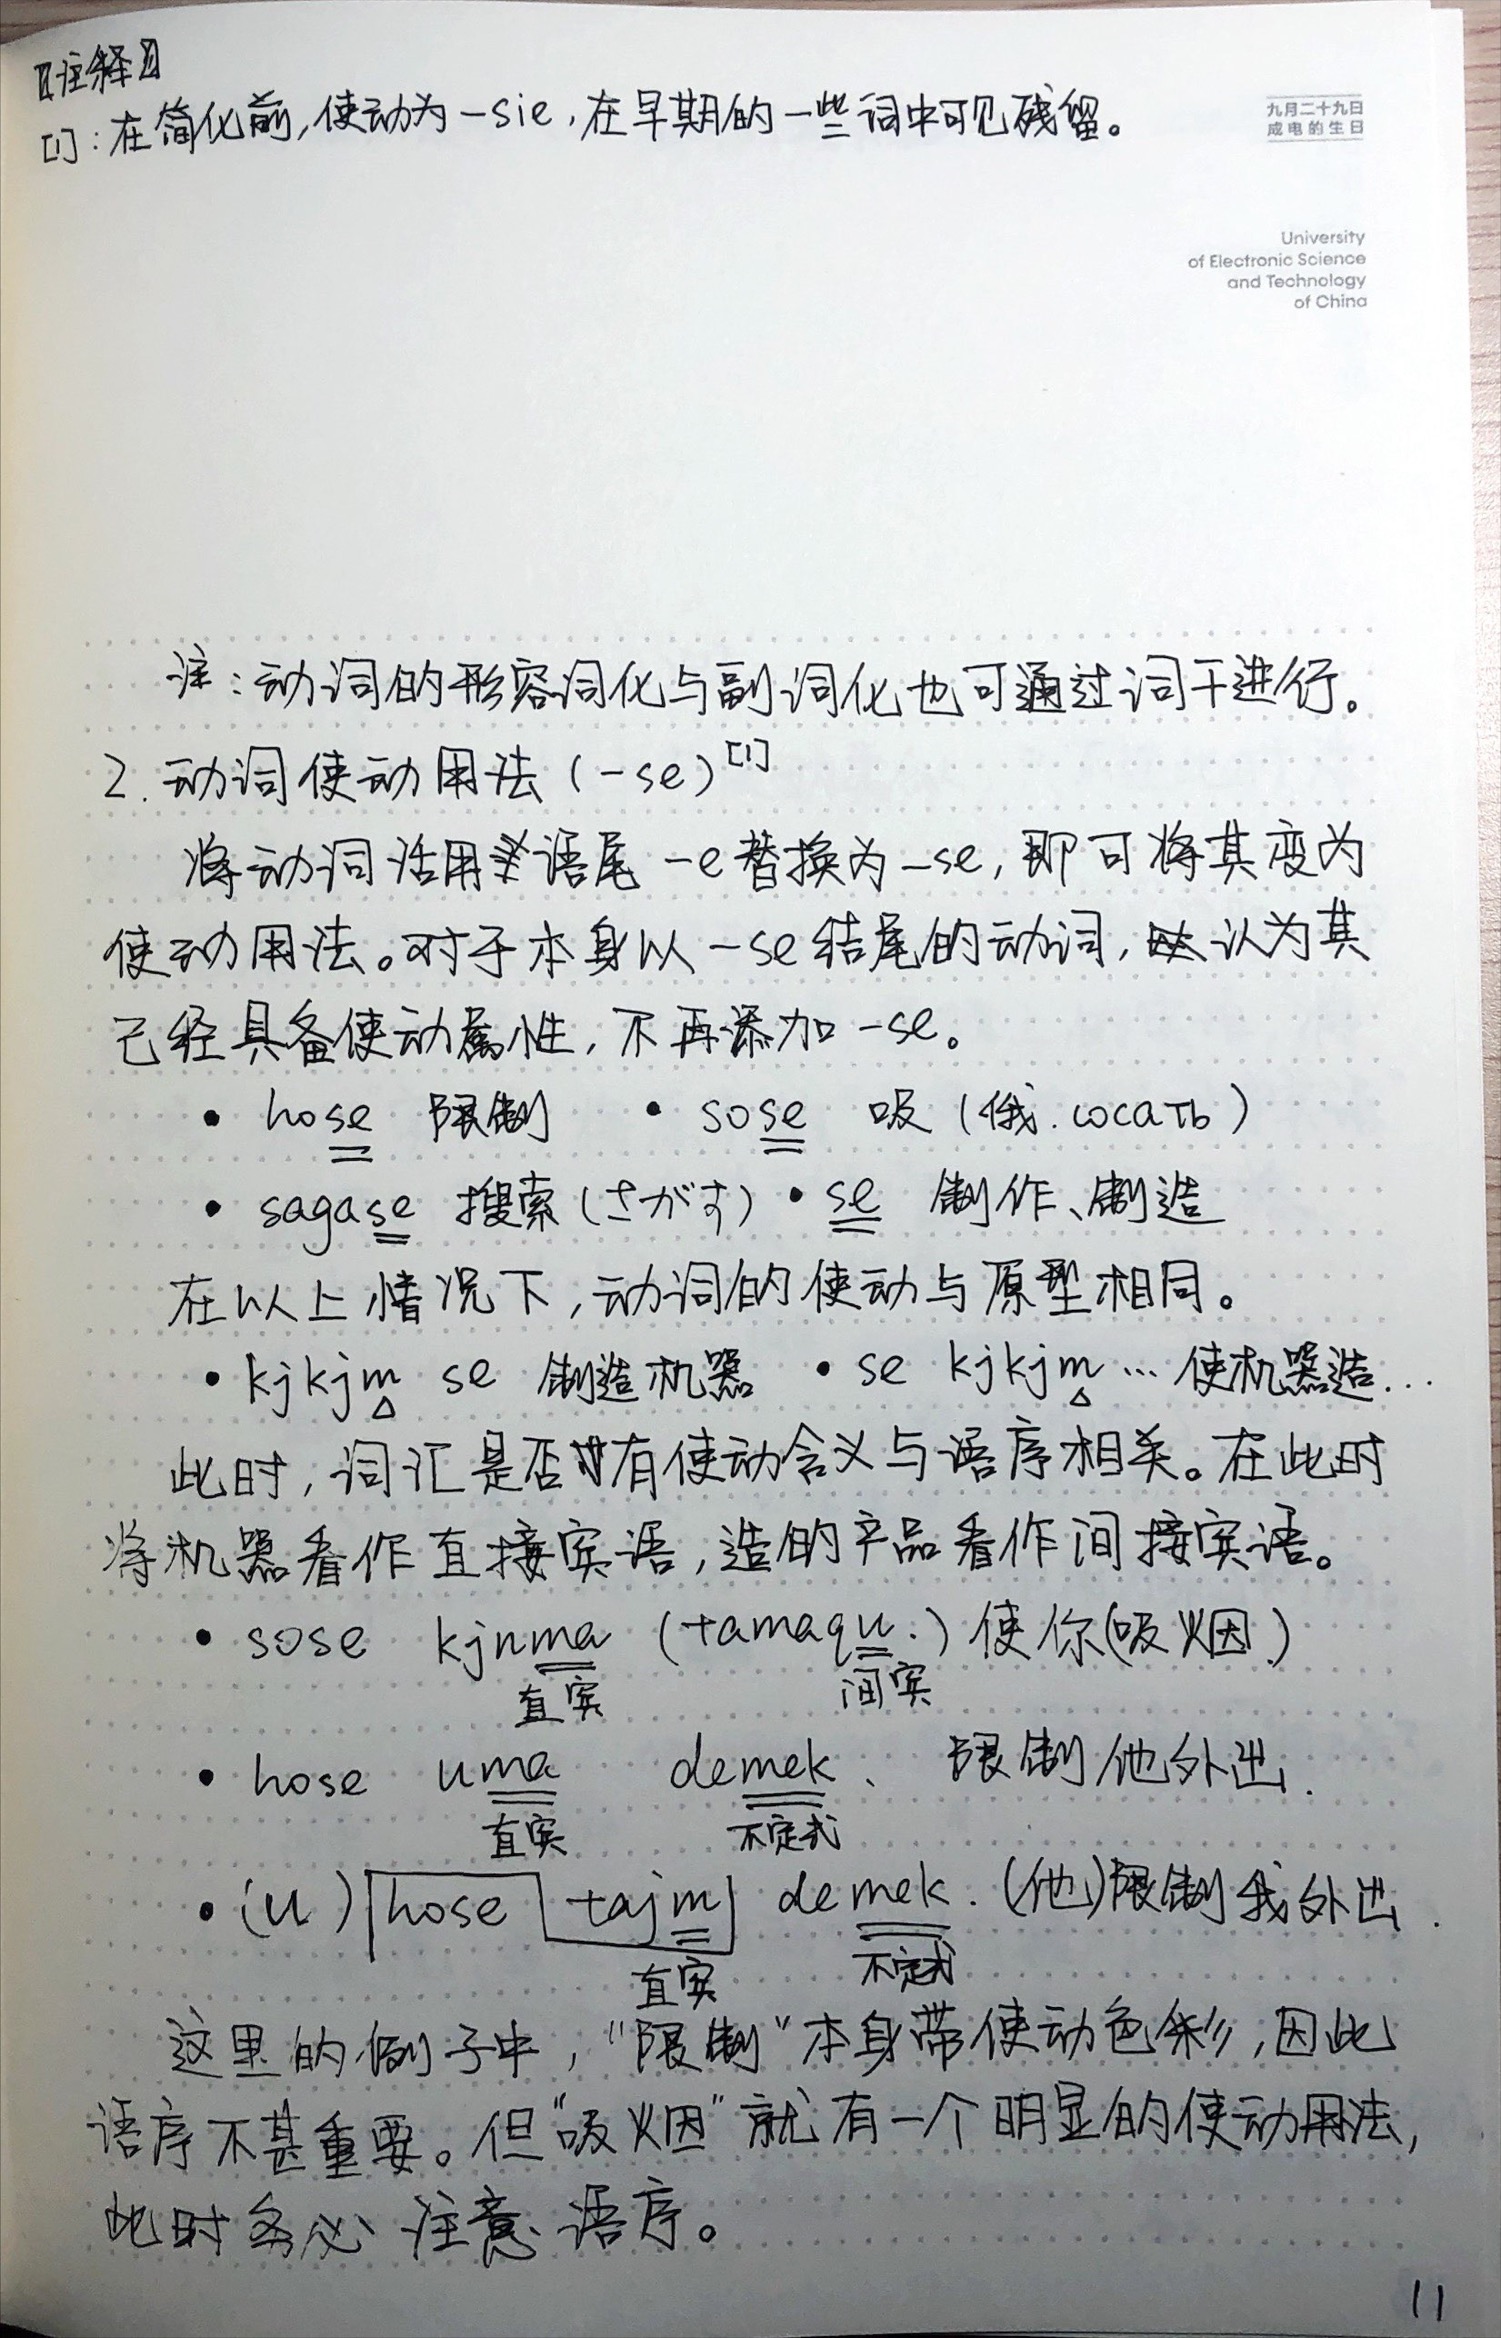 【注释】
[1]：在简化前，使动为-sie，在早期的一些词中可见残留。
九月二十九日
成电的生日
University
of Electronic Science
and Technology
of China
注：动词的形容词化与副词化也可通过词干进行。
2. 动词使动用法（-se）[1]
将动词活用语尾 -e替换为-se，即可将其变为
使动用法。对于本身以-se结尾的动词，认为其
已经具备使动属性，不再添加-se。
• hose 限制 • sose 吸（俄. сосать）
• sagase 搜索（さがす） • se 制作、制造
在以上情况下，动词的使动与原型相同。
• kjkjm se 制造机器 • se kjkjm … 使机器造…
此时，词汇是否有使动含义与语序相关。在此时
将机器看作直接宾语，造的产品看作间接宾语。
• sose kjnma (tamaqu.) 使你(吸烟.)
直宾 间宾
• hose uma demek. 限制他外出.
直宾 不定式
• (u) hose tajm demek. (他)限制我外出.
直宾 不定式
这里的例子中，“限制”本身带使动色彩，因此
语序不甚重要。但“吸烟”就有一个明显的使动用法，
此时务必注意语序。
11